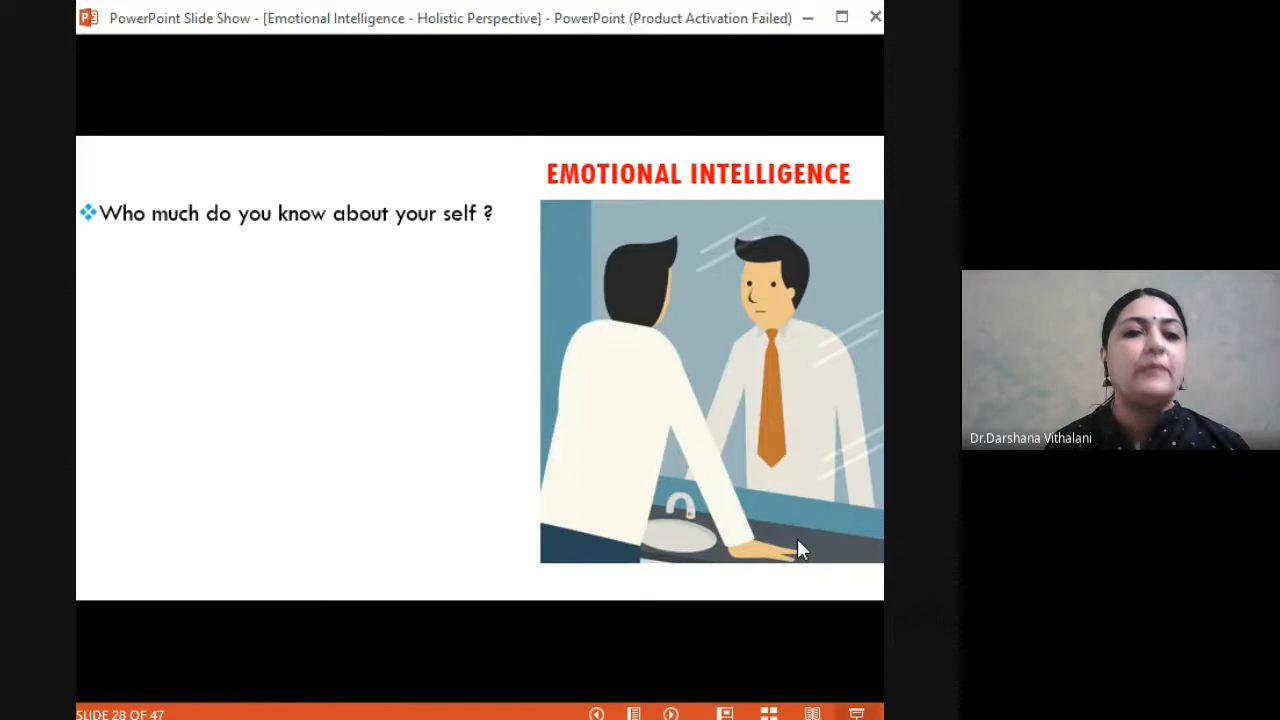 PowerPoint Slide Show - [Emotional Intelligence - Holistic Perspective] - PowerPoint (Product Activation Failed)
EMOTIONAL INTELLIGENCE
Who much do you know about your self ?
Dr.Darshana Vithalani
SLIDE 28 OF 47